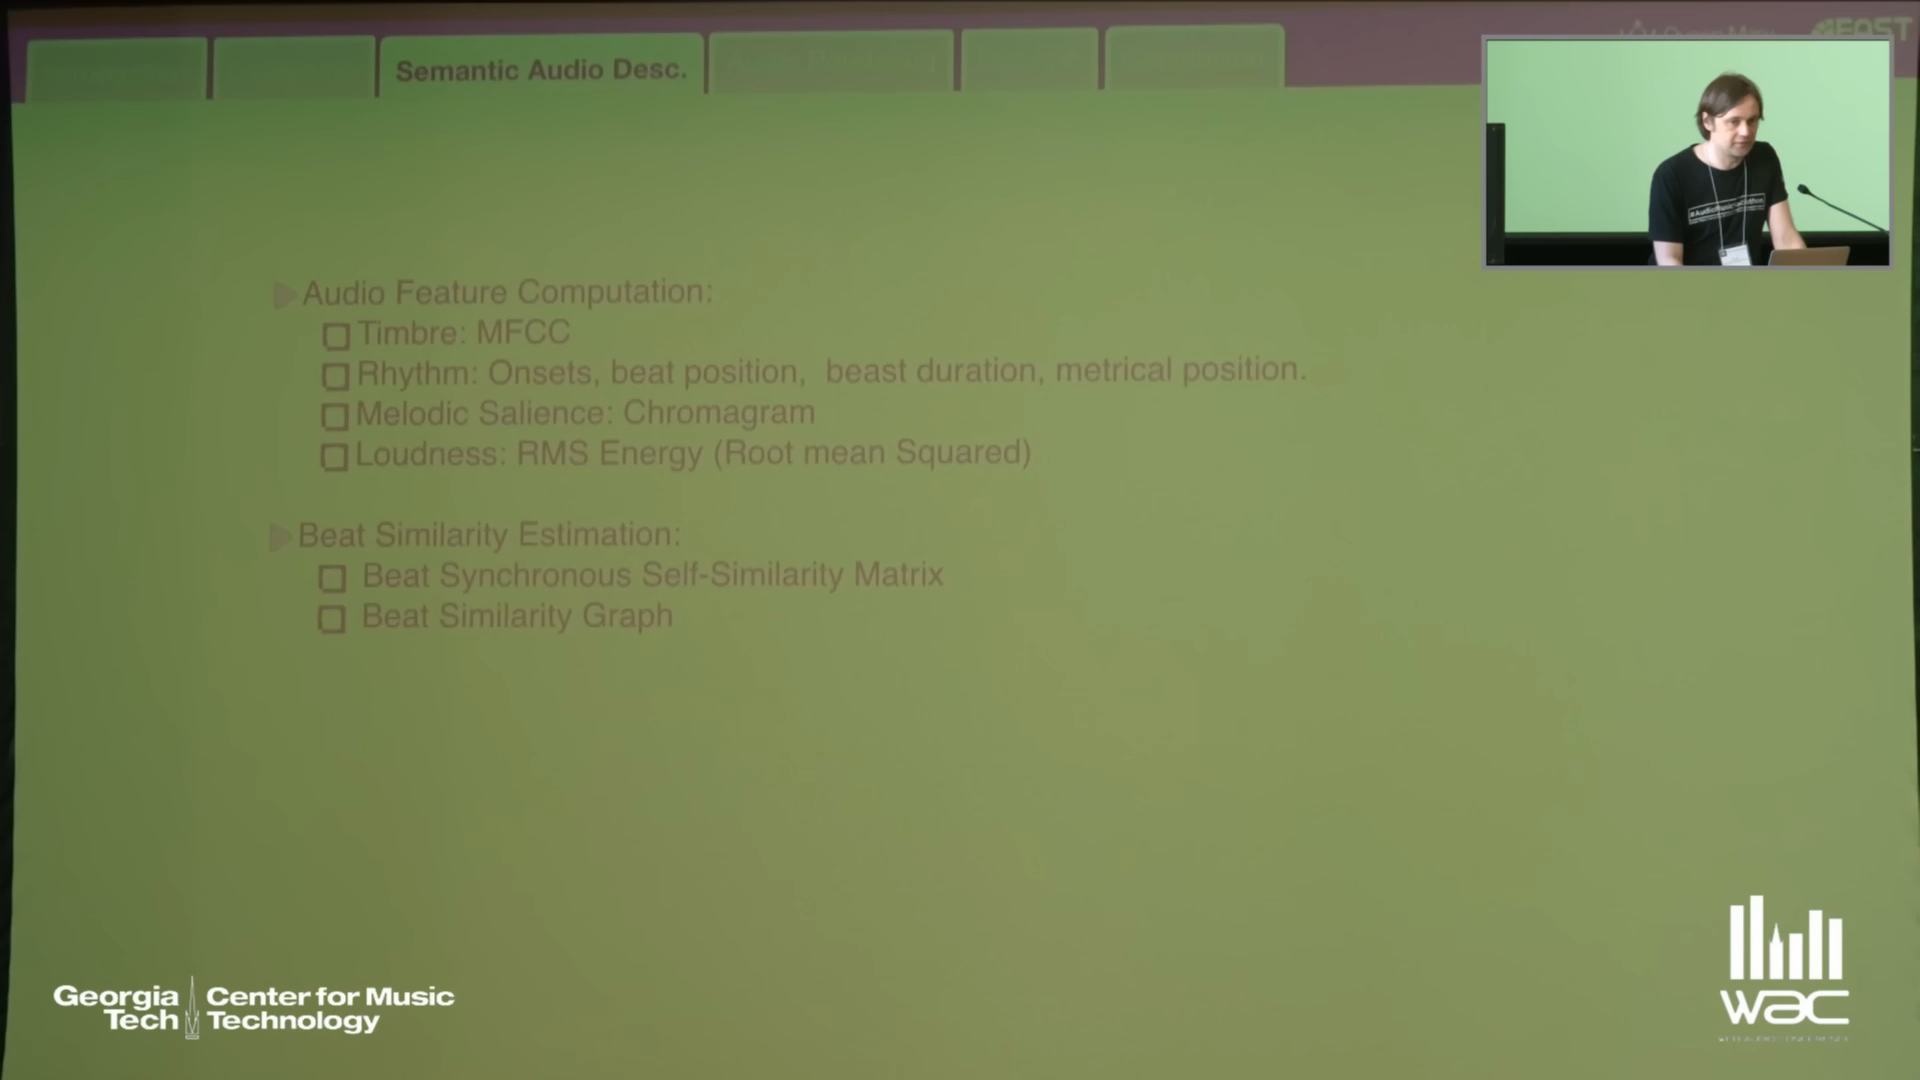 Semantic Audio Desc.
FAST
Audio Feature Computation:
Timbre: MFCC
Rhythm: Onsets, beat position, beast duration, metrical position.
Melodic Salience: Chromagram
Loudness: RMS Energy (Root mean Squared)
Beat Similarity Estimation:
Beat Synchronous Self-Similarity Matrix
Beat Similarity Graph
Georgia Tech
Center for Music Technology
wac